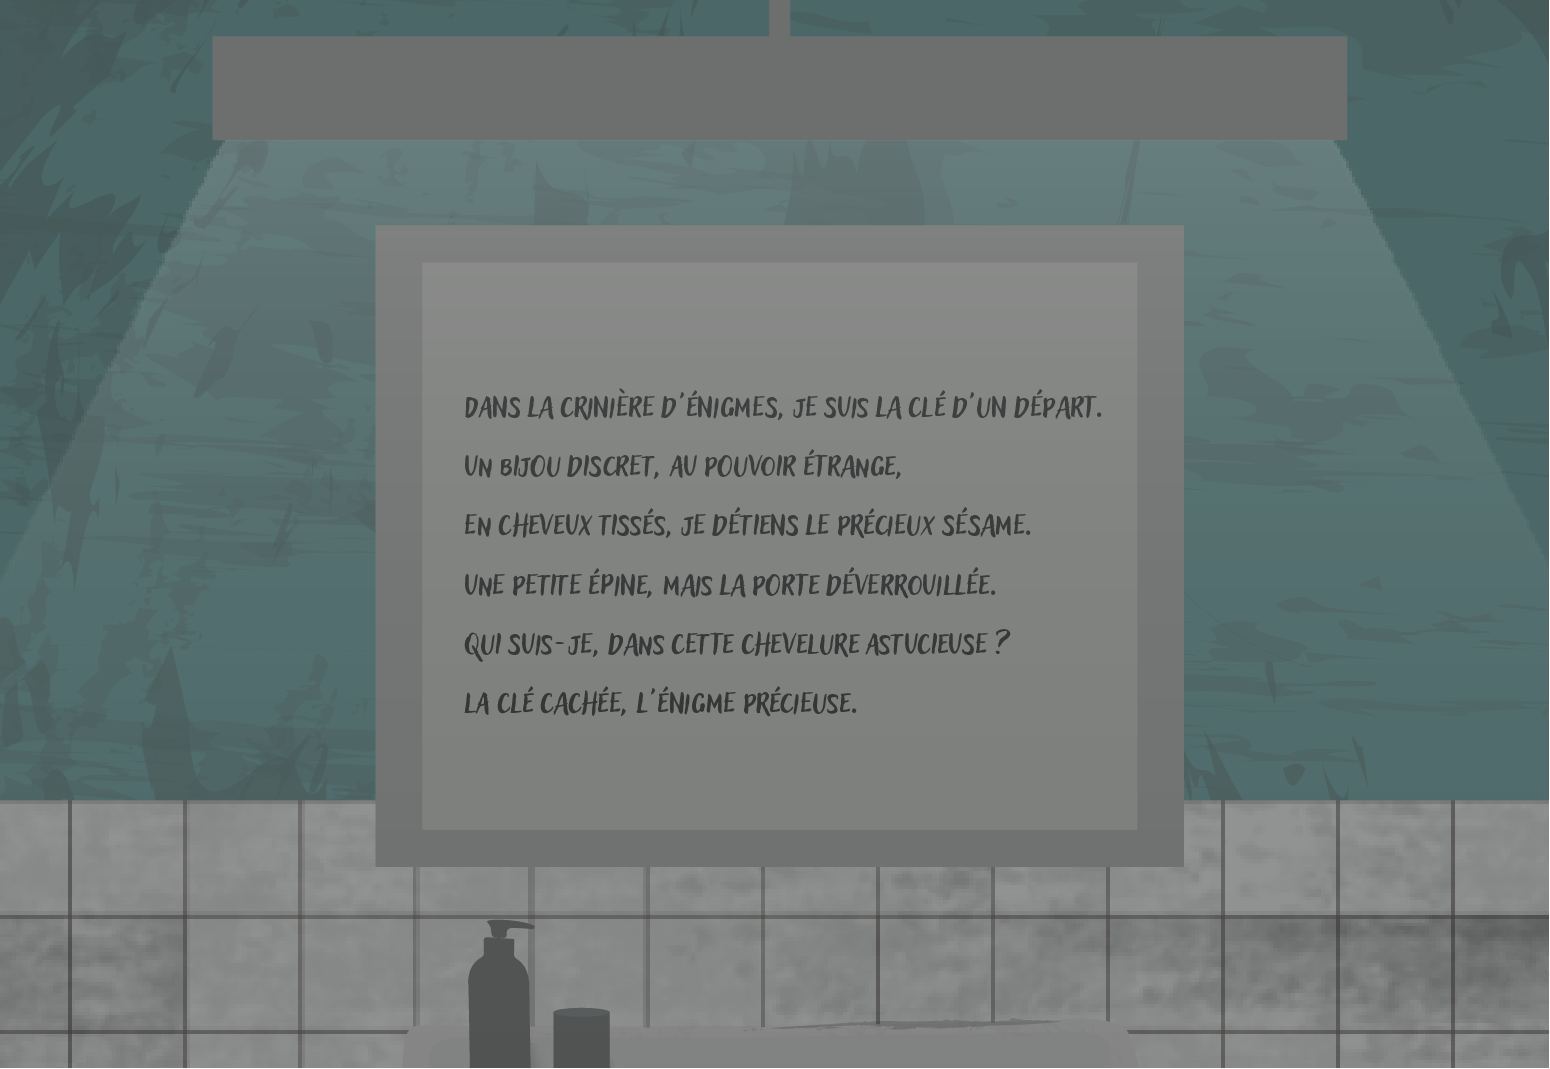 DANS LA CRINIÈRE D'ÉNIGMES, JE SUIS LA CLÉ D'UN DÉPART.
UN BIJOU DISCRET, AU POUVOIR ÉTRANGE,
EN CHEVEUX TISSÉS, JE DÉTIENS LE PRÉCIEUX SÉSAME.
UNE PETITE ÉPINE, MAIS LA PORTE DÉVERROUILLÉE.
QUI SUIS-JE, DANS CETTE CHEVELURE ASTUCIEUSE ?
LA CLÉ CACHÉE, L'ÉNIGME PRÉCIEUSE.